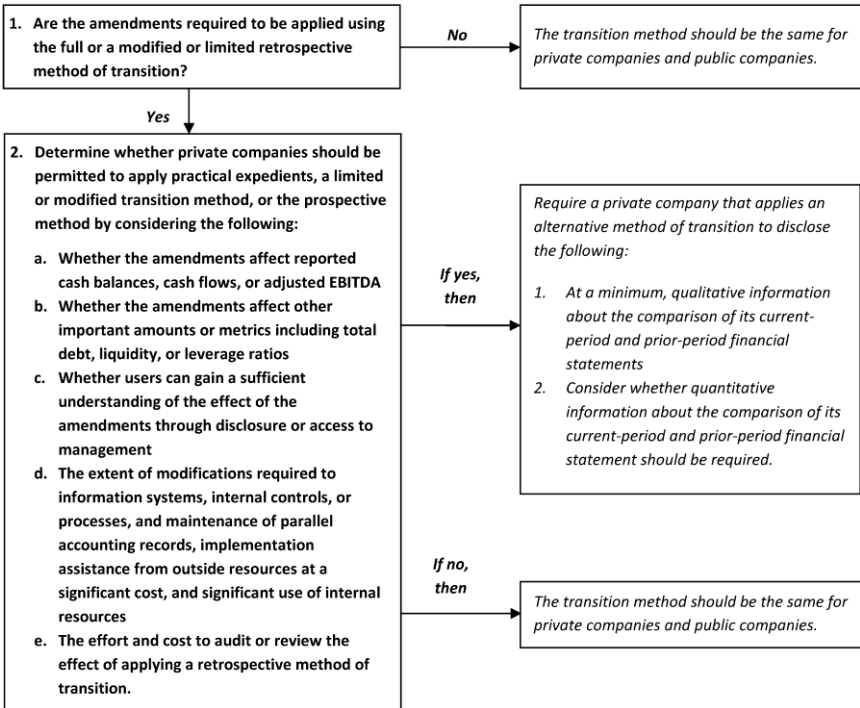 1. Are the amendments required to be applied using
the full or a modified or limited retrospective
method of transition?
No
The transition method should be the same for
private companies and public companies.
Yes
2. Determine whether private companies should be
permitted to apply practical expedients, a limited
or modified transition method, or the prospective
method by considering the following:
a. Whether the amendments affect reported
cash balances, cash flows, or adjusted EBITDA
b. Whether the amendments affect other
important amounts or metrics including total
debt, liquidity, or leverage ratios
c. Whether users can gain a sufficient
understanding of the effect of the
amendments through disclosure or access to
management
d. The extent of modifications required to
information systems, internal controls, or
processes, and maintenance of parallel
accounting records, implementation
assistance from outside resources at a
significant cost, and significant use of internal
resources
e. The effort and cost to audit or review the
effect of applying a retrospective method of
transition.
If yes,
then
Require a private company that applies an
alternative method of transition to disclose
the following:
1. At a minimum, qualitative information
about the comparison of its current-
period and prior-period financial
statements
2. Consider whether quantitative
information about the comparison of its
current-period and prior-period financial
statement should be required.
If no,
then
The transition method should be the same for
private companies and public companies.